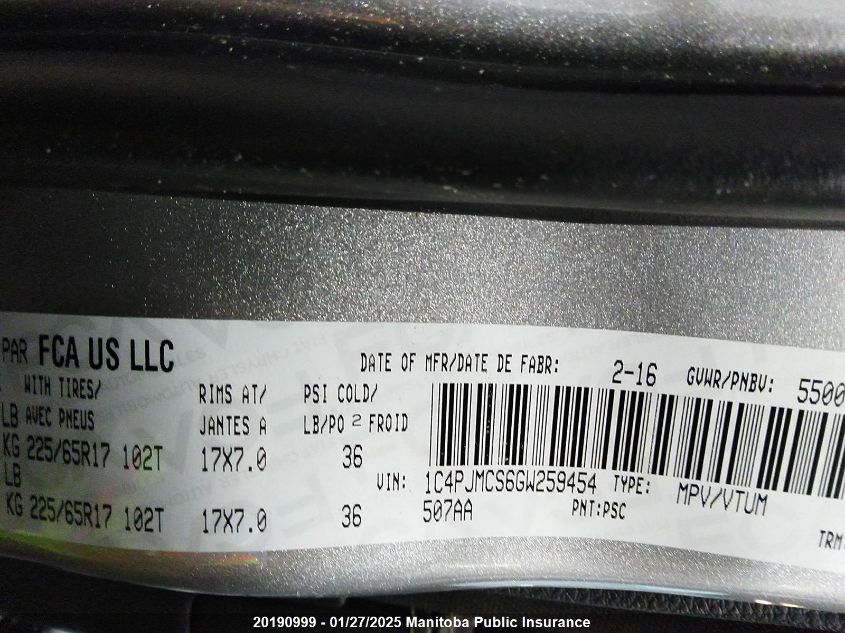 PAR FCA US LLC
DATE OF MFR/DATE DE FABR: 2-16 GVWR/PNBV: 5500
WITH TIRES/ RIMS AT/ PSI COLD/
LB AVEC PNEUS JANTES A LB/PO 2 FROID
KG 225/65R17 102T 17X7.0 36
LB
VIN: 1C4PJMCS6GW259454 TYPE: MPV/VTUM
KG 225/65R17 102T 17X7.0 36 507AA PNT:PSC
TRM
20190999 - 01/27/2025 Manitoba Public Insurance